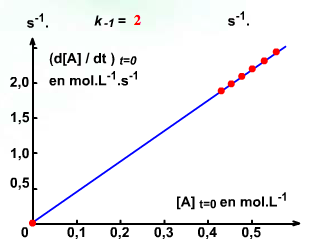 s⁻¹. k₋₁ = 2 s⁻¹.
(d[A] / dt ) t=0
en mol.L⁻¹.s⁻¹
2,0
1,5
1,0
0,5
[A] t=0 en mol.L⁻¹
0 0,1 0,2 0,3 0,4 0,5